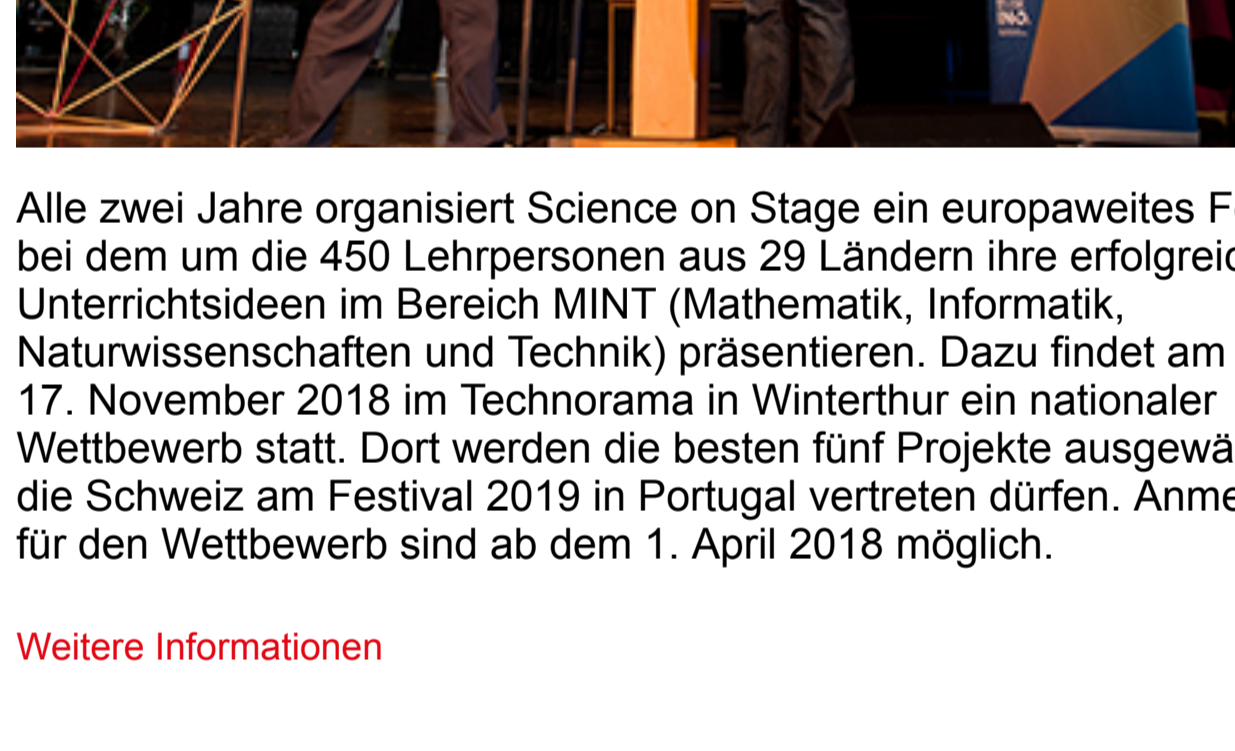 Alle zwei Jahre organisiert Science on Stage ein europaweites
bei dem um die 450 Lehrpersonen aus 29 Ländern ihre
Unterrichtsideen im Bereich MINT (Mathematik, Informatik,
Naturwissenschaften und Technik) präsentieren. Dazu findet am
17. November 2018 im Technorama in Winterthur ein nationaler
Wettbewerb statt. Dort werden die besten fünf Projekte
die Schweiz am Festival 2019 in Portugal vertreten dürfen.
für den Wettbewerb sind ab dem 1. April 2018 möglich.
Weitere Informationen